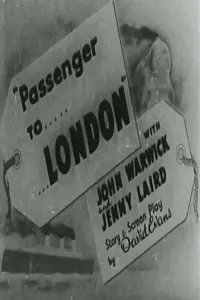 "Passenger
TO.....
...LONDON"
WITH
JOHN WARWICK
JENNY LAIRD
Story & Screen Play
by David Evans